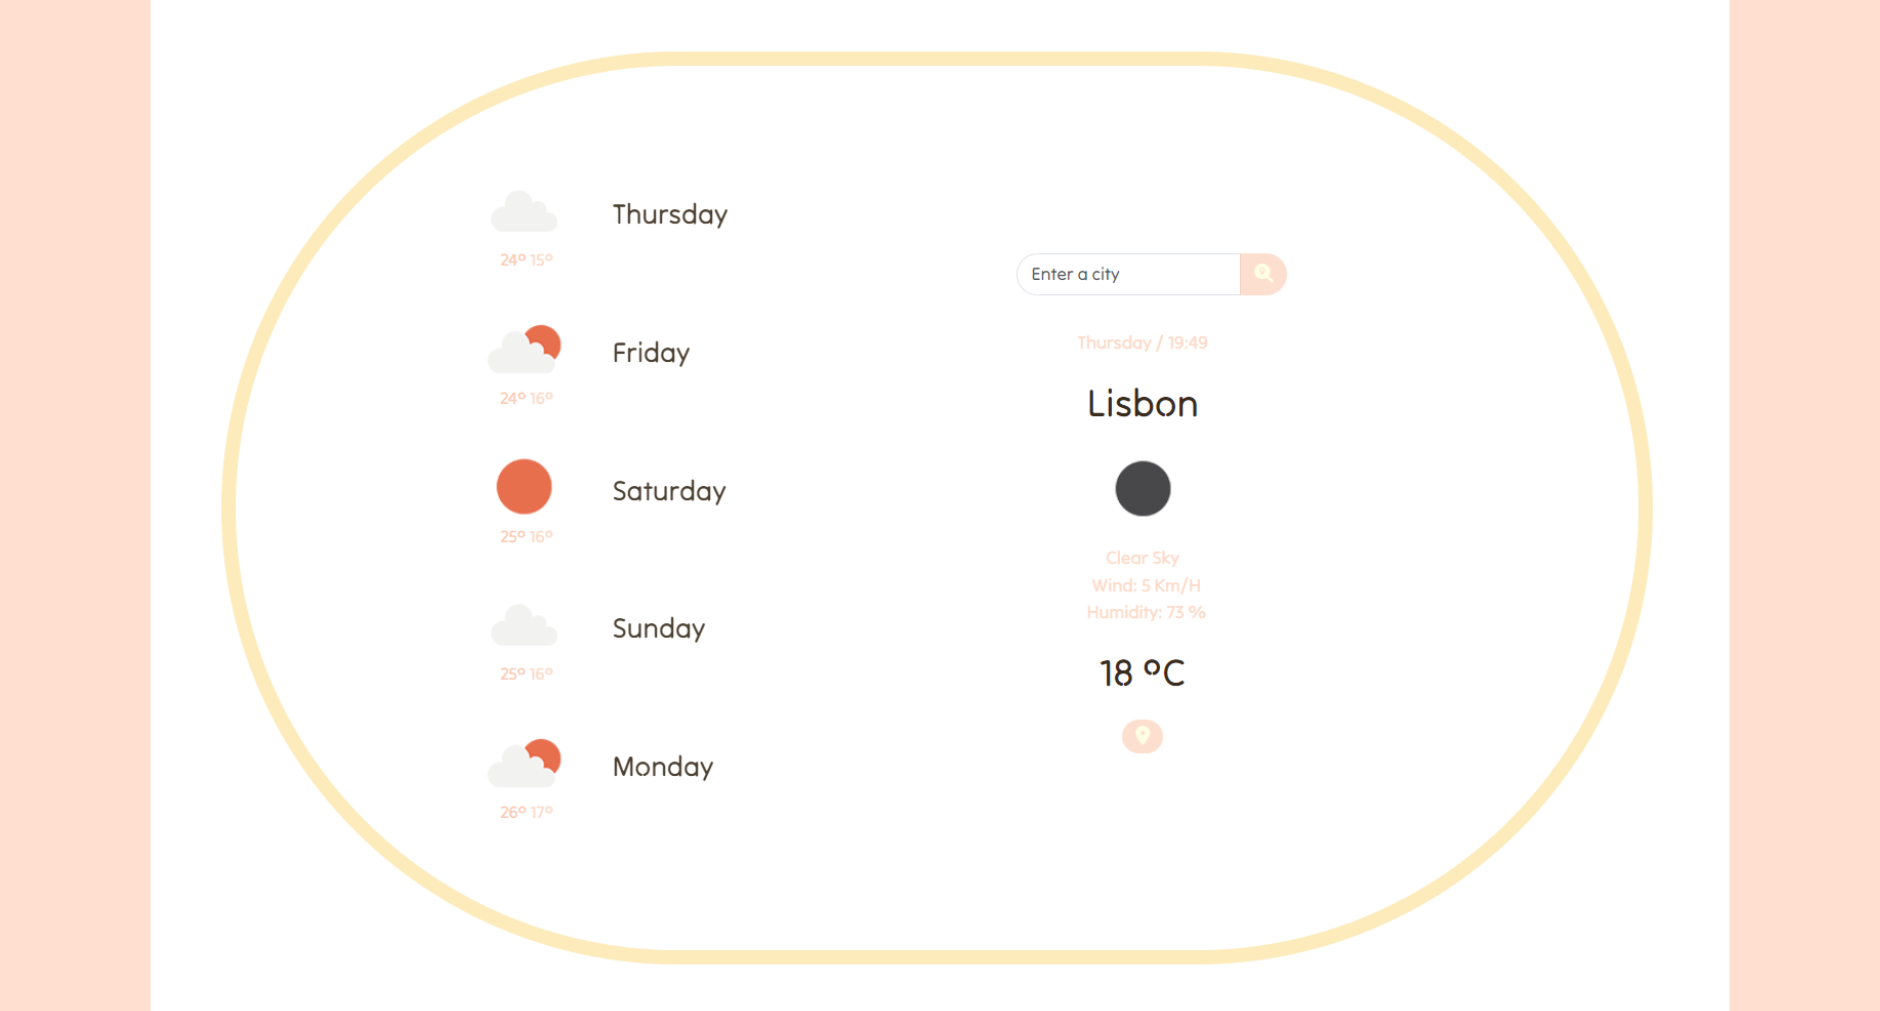 Thursday
24º 15º
Friday
24º 16º
Saturday
25º 16º
Sunday
25º 16º
Monday
26º 17º
Enter a city
Thursday / 19:49
Lisbon
Clear Sky
Wind: 5 Km/H
Humidity: 73 %
18 ºC